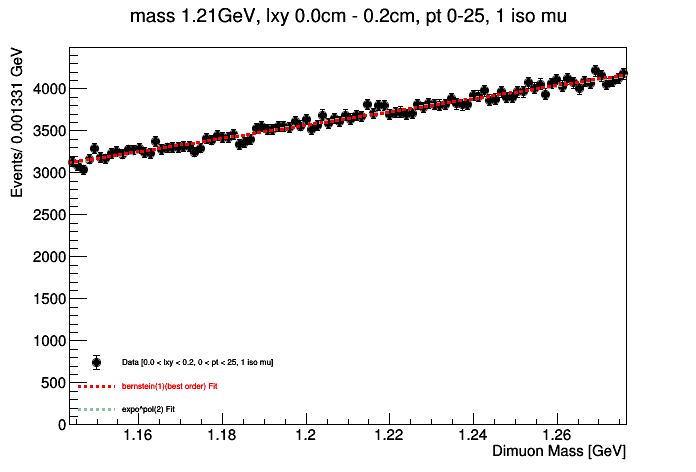 mass 1.21GeV, lxy 0.0cm - 0.2cm, pt 0-25, 1 iso mu
Events/ 0.001331 GeV
4000
3500
3000
2500
2000
1500
1000
500
0
Data [0.0 < lxy < 0.2, 0 < pt < 25, 1 iso mu]
bernstein(1)(best order) Fit
expo*pol(2) Fit
1.16 1.18 1.2 1.22 1.24 1.26
Dimuon Mass [GeV]